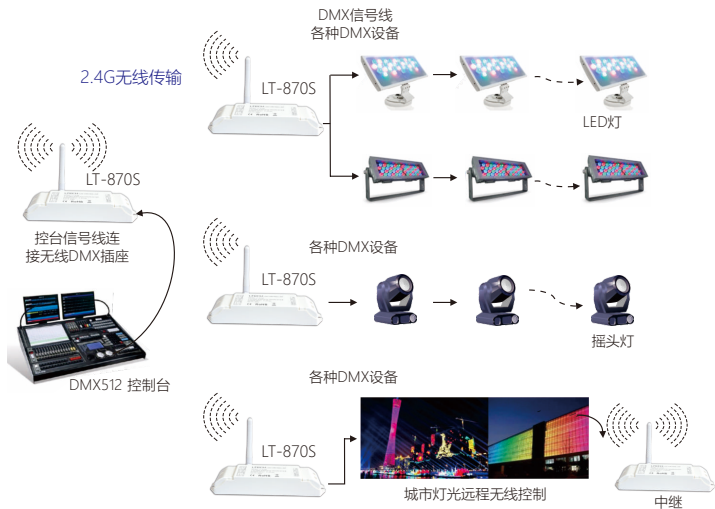 DMX信号线
各种DMX设备
2.4G无线传输
LT-870S
LED灯
LT-870S
控台信号线连
接无线DMX插座
DMX512 控制台
各种DMX设备
LT-870S
摇头灯
各种DMX设备
LT-870S
城市灯光远程无线控制
中继